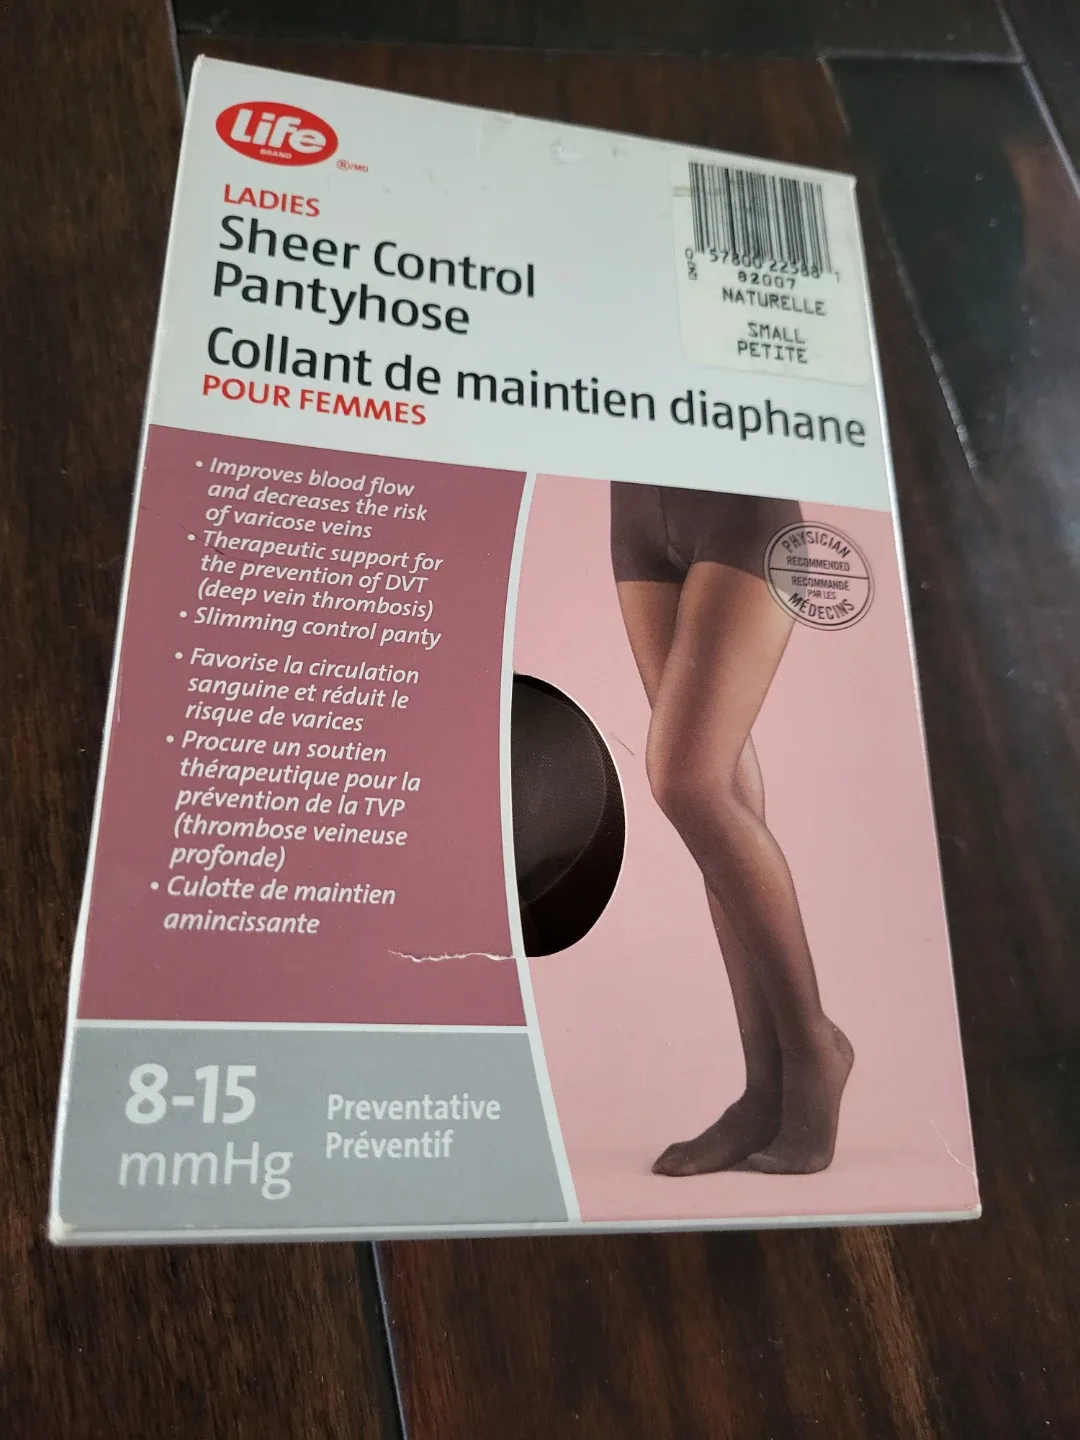 Life
BRAND
®/MD
LADIES
Sheer Control
Pantyhose
Collant de maintien diaphane
POUR FEMMES
0 57800 22388 1
82007
NATURELLE
SMALL
PETITE
• Improves blood flow
and decreases the risk
of varicose veins
• Therapeutic support for
the prevention of DVT
(deep vein thrombosis)
• Slimming control panty
• Favorise la circulation
sanguine et réduit le
risque de varices
• Procure un soutien
thérapeutique pour la
prévention de la TVP
(thrombose veineuse
profonde)
• Culotte de maintien
amincissante
PHYSICIAN
RECOMMENDED
RECOMMANDÉ
PAR LES
MÉDECINS
8-15
mmHg
Preventative
Préventif